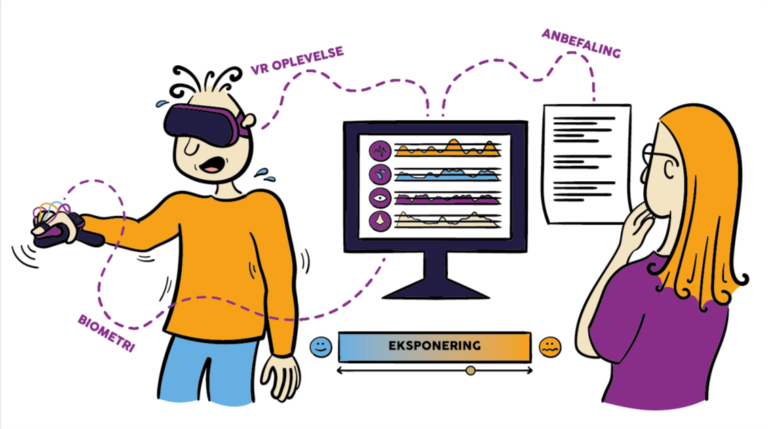 VR OPLEVELSE
ANBEFALING
BIOMETRI
EKSPONERING